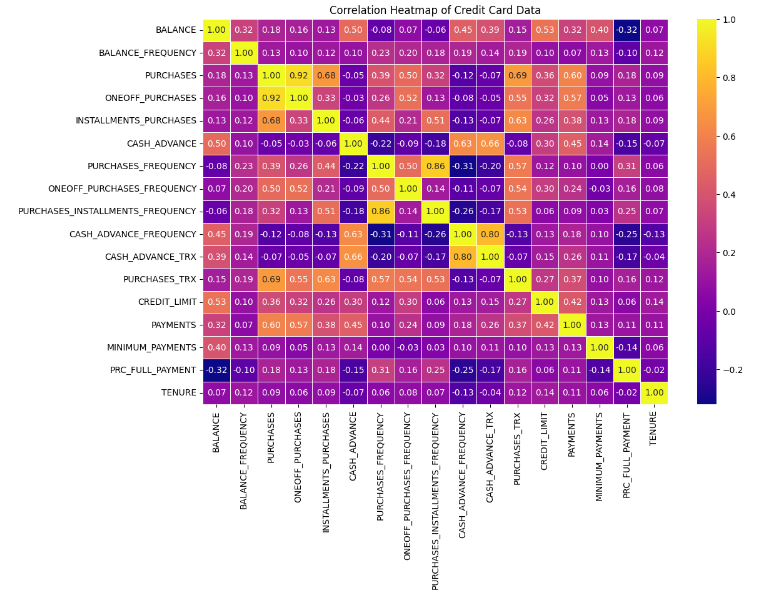 Correlation Heatmap of Credit Card Data
BALANCE 1.00 0.32 0.18 0.16 0.13 0.50 -0.08 0.07 -0.06 0.45 0.39 0.15 0.53 0.32 0.40 -0.32 0.07
BALANCE_FREQUENCY 0.32 1.00 0.13 0.10 0.12 0.10 0.23 0.20 0.18 0.19 0.14 0.19 0.10 0.07 0.13 -0.10 0.12
PURCHASES 0.18 0.13 1.00 0.92 0.68 -0.05 0.39 0.50 0.32 -0.12 -0.07 0.69 0.36 0.60 0.09 0.18 0.09
ONEOFF_PURCHASES 0.16 0.10 0.92 1.00 0.33 -0.03 0.26 0.52 0.13 -0.08 -0.05 0.55 0.32 0.57 0.05 0.13 0.06
INSTALLMENTS_PURCHASES 0.13 0.12 0.68 0.33 1.00 -0.06 0.44 0.21 0.51 -0.13 -0.07 0.63 0.26 0.38 0.13 0.18 0.09
CASH_ADVANCE 0.50 0.10 -0.05 -0.03 -0.06 1.00 -0.22 -0.09 -0.18 0.63 0.66 -0.08 0.30 0.45 0.14 -0.15 -0.07
PURCHASES_FREQUENCY -0.08 0.23 0.39 0.26 0.44 -0.22 1.00 0.50 0.86 -0.31 -0.20 0.57 0.12 0.10 0.00 0.31 0.06
ONEOFF_PURCHASES_FREQUENCY 0.07 0.20 0.50 0.52 0.21 -0.09 0.50 1.00 0.14 -0.11 -0.07 0.54 0.30 0.24 -0.03 0.16 0.08
PURCHASES_INSTALLMENTS_FREQUENCY -0.06 0.18 0.32 0.13 0.51 -0.18 0.86 0.14 1.00 -0.26 -0.17 0.53 0.06 0.09 0.03 0.25 0.07
CASH_ADVANCE_FREQUENCY 0.45 0.19 -0.12 -0.08 -0.13 0.63 -0.31 -0.11 -0.26 1.00 0.80 -0.13 0.13 0.18 0.10 -0.25 -0.13
CASH_ADVANCE_TRX 0.39 0.14 -0.07 -0.05 -0.07 0.66 -0.20 -0.07 -0.17 0.80 1.00 -0.07 0.15 0.26 0.11 -0.17 -0.04
PURCHASES_TRX 0.15 0.19 0.69 0.55 0.63 -0.08 0.57 0.54 0.53 -0.13 -0.07 1.00 0.27 0.37 0.10 0.16 0.12
CREDIT_LIMIT 0.53 0.10 0.36 0.32 0.26 0.30 0.12 0.30 0.06 0.13 0.15 0.27 1.00 0.42 0.13 0.06 0.14
PAYMENTS 0.32 0.07 0.60 0.57 0.38 0.45 0.10 0.24 0.09 0.18 0.26 0.37 0.42 1.00 0.13 0.11 0.11
MINIMUM_PAYMENTS 0.40 0.13 0.09 0.05 0.13 0.14 0.00 -0.03 0.03 0.10 0.11 0.10 0.13 0.13 1.00 -0.14 0.06
PRC_FULL_PAYMENT -0.32 -0.10 0.18 0.13 0.18 -0.15 0.31 0.16 0.25 -0.25 -0.17 0.16 0.06 0.11 -0.14 1.00 -0.02
TENURE 0.07 0.12 0.09 0.06 0.09 -0.07 0.06 0.08 0.07 -0.13 -0.04 0.12 0.14 0.11 0.06 -0.02 1.00
BALANCE
BALANCE_FREQUENCY
PURCHASES
ONEOFF_PURCHASES
INSTALLMENTS_PURCHASES
CASH_ADVANCE
PURCHASES_FREQUENCY
ONEOFF_PURCHASES_FREQUENCY
PURCHASES_INSTALLMENTS_FREQUENCY
CASH_ADVANCE_FREQUENCY
CASH_ADVANCE_TRX
PURCHASES_TRX
CREDIT_LIMIT
PAYMENTS
MINIMUM_PAYMENTS
PRC_FULL_PAYMENT
TENURE
1.0
0.8
0.6
0.4
0.2
0.0
−0.2